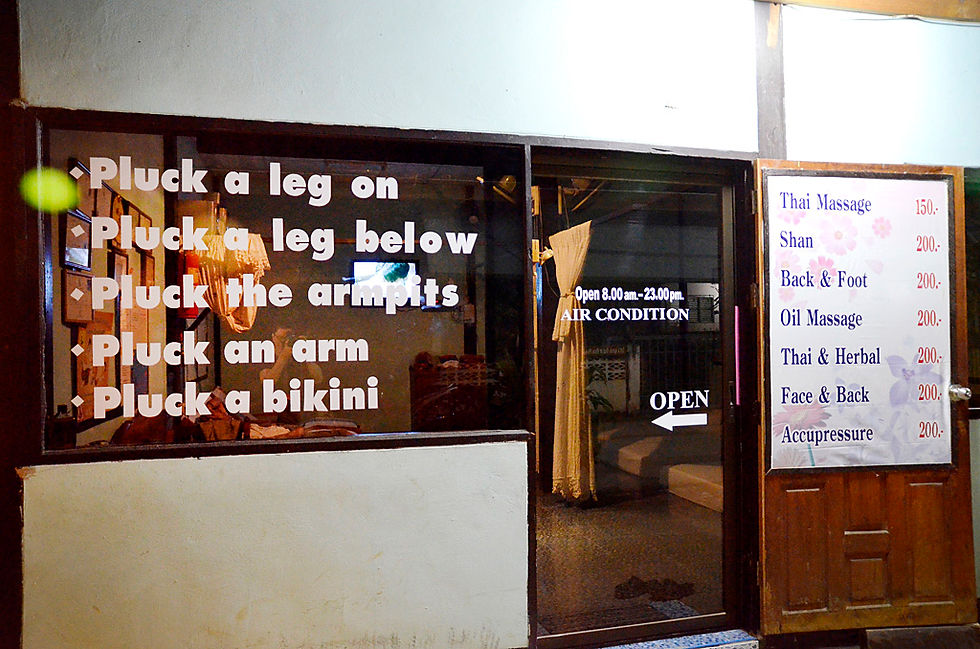 ·Pluck a leg on
·Pluck a leg below
·Pluck the armpits
·Pluck an arm
·Pluck a bikini
Open 8.00 am.-23.00 pm.
AIR CONDITION
OPEN
Thai Massage 150.-
Shan 200.-
Back & Foot 200.-
Oil Massage 200.-
Thai & Herbal 200.-
Face & Back 200.-
Accupressure 200.-